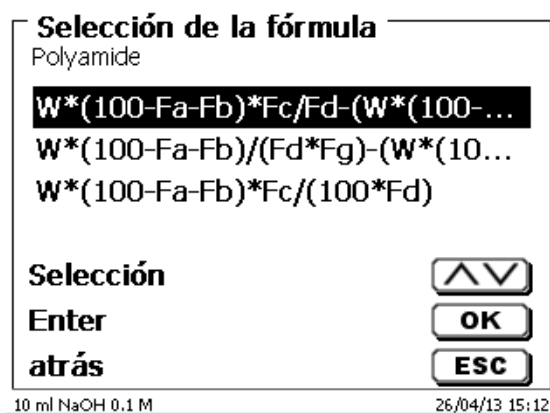 Selección de la fórmula
Polyamide
W*(100-Fa-Fb)*Fc/Fd-(W*(100-...
W*(100-Fa-Fb)/(Fd*Fg)-(W*(10...
W*(100-Fa-Fb)*Fc/(100*Fd)
Selección
Enter OK
atrás ESC
10 ml NaOH 0.1 M 26/04/13 15:12